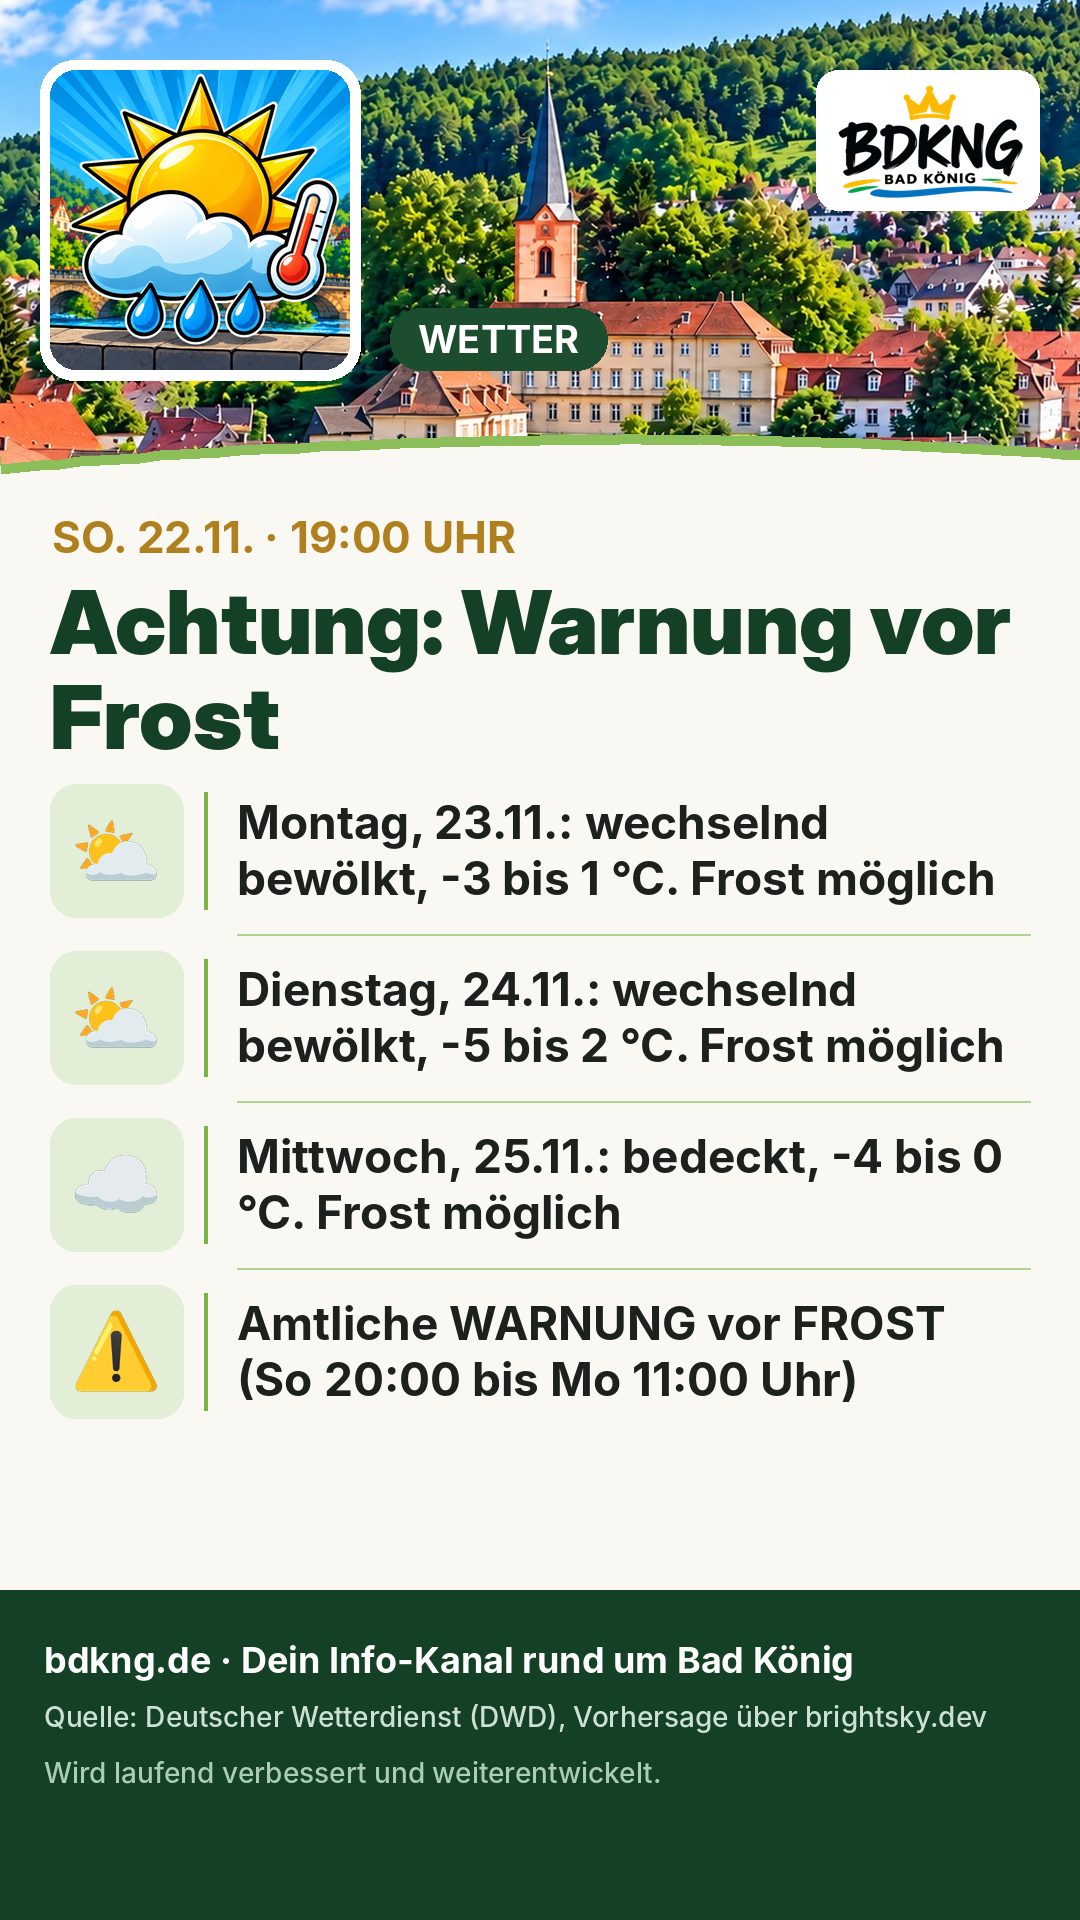 BDKNG
BAD KÖNIG
WETTER
SO. 22.11. · 19:00 UHR
Achtung: Warnung vor
Frost
Montag, 23.11.: wechselnd
bewölkt, -3 bis 1 °C. Frost möglich
Dienstag, 24.11.: wechselnd
bewölkt, -5 bis 2 °C. Frost möglich
Mittwoch, 25.11.: bedeckt, -4 bis 0
°C. Frost möglich
Amtliche WARNUNG vor FROST
(So 20:00 bis Mo 11:00 Uhr)
bdkng.de · Dein Info-Kanal rund um Bad König
Quelle: Deutscher Wetterdienst (DWD), Vorhersage über brightsky.dev
Wird laufend verbessert und weiterentwickelt.